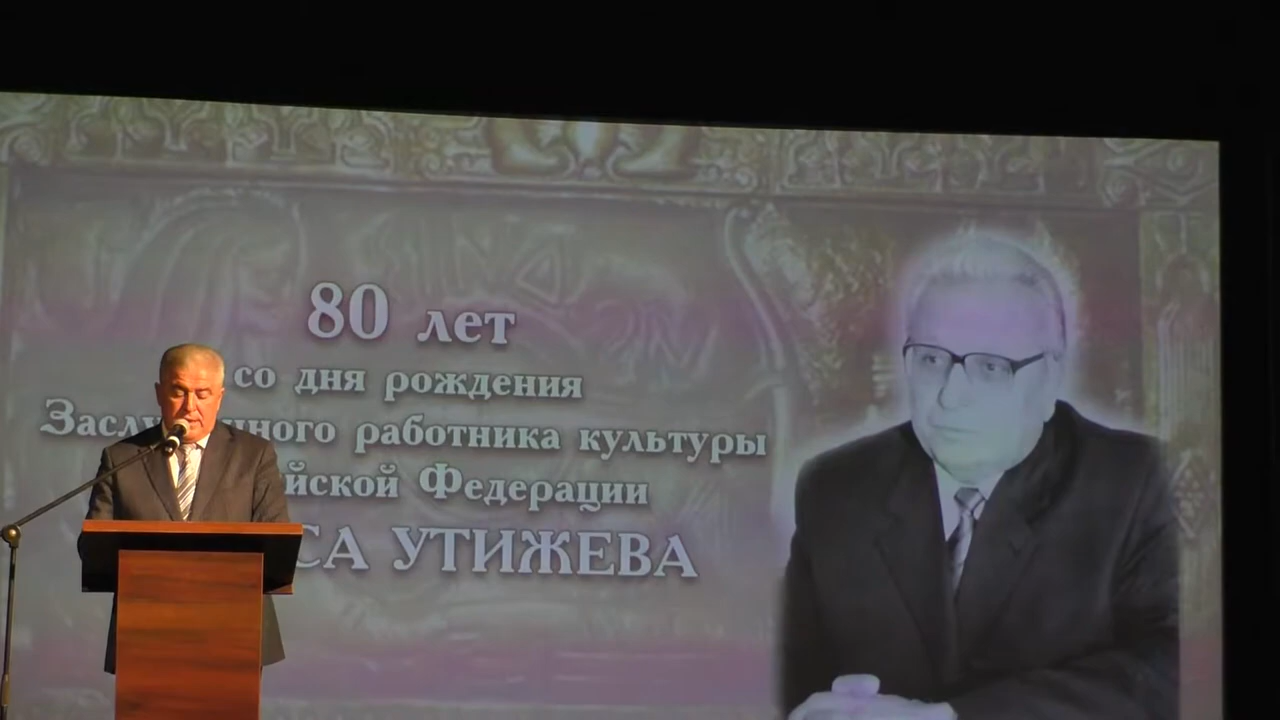 80 лет
со дня рождения
работника культуры
Федерации
УТИЖЕВА